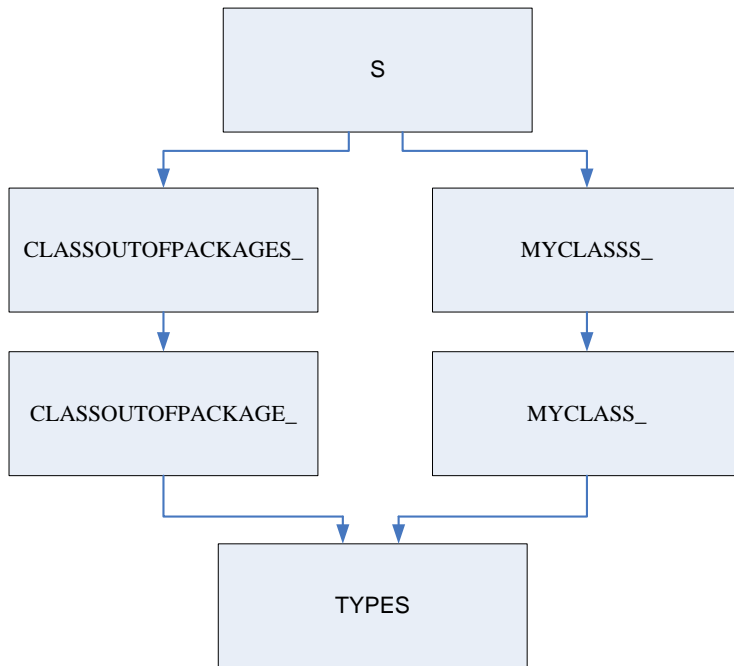 S
CLASSOUTOFPACKAGES_
MYCLASSS_
CLASSOUTOFPACKAGE_
MYCLASS_
TYPES